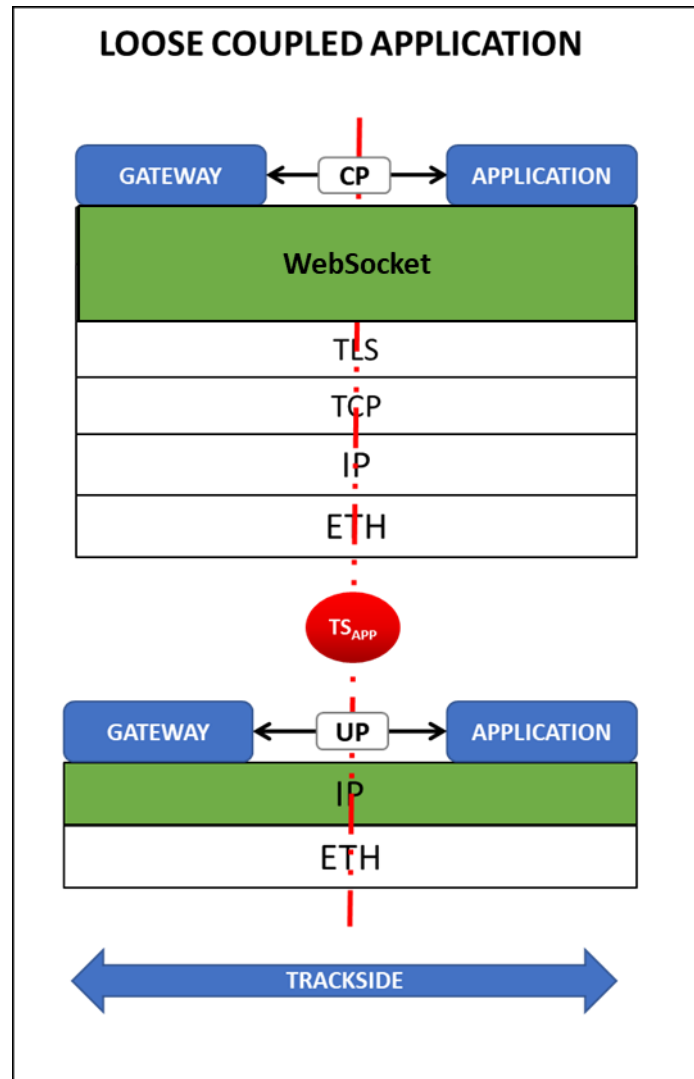 LOOSE COUPLED APPLICATION
GATEWAY CP APPLICATION
WebSocket
TLS
TCP
IP
ETH
TSAPP
GATEWAY UP APPLICATION
IP
ETH
TRACKSIDE